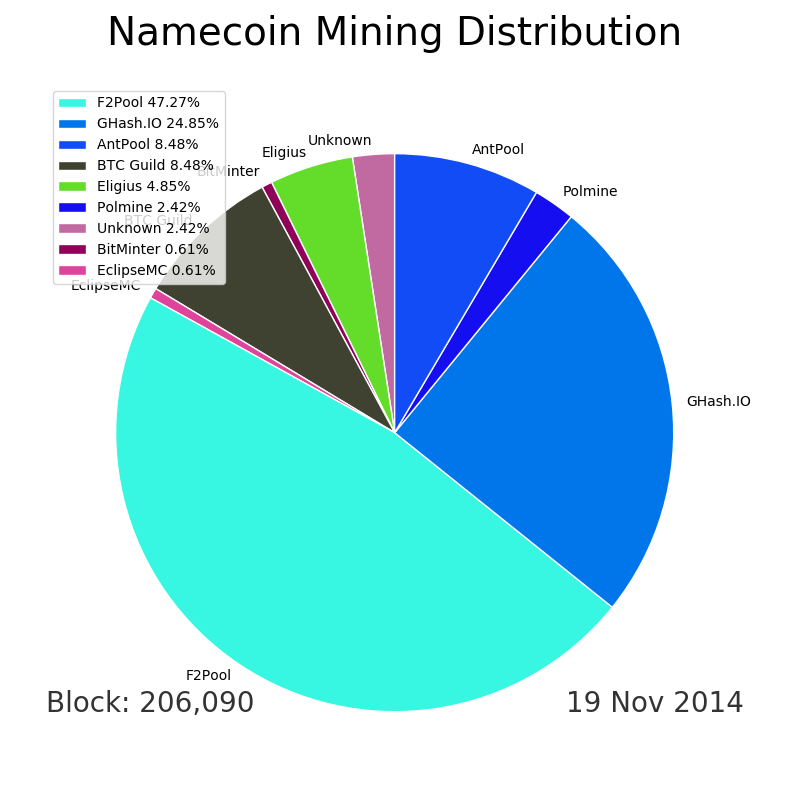 Namecoin Mining Distribution
F2Pool 47.27%
GHash.IO 24.85%
AntPool 8.48%
BTC Guild 8.48%
Eligius 4.85%
Polmine 2.42%
Unknown 2.42%
BitMinter 0.61%
EclipseMC 0.61%
Unknown
AntPool
Eligius
BitMinter
Polmine
BTC Guild
EclipseMC
GHash.IO
F2Pool
Block: 206,090
19 Nov 2014